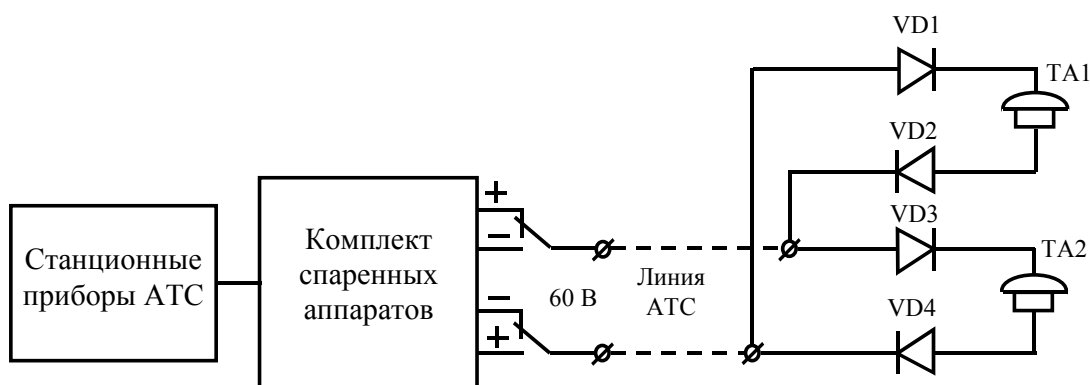 VD1
TA1
VD2
VD3
TA2
VD4
Станционные
приборы АТС
Комплект
спаренных
аппаратов
+
−
−
+
60 В
Линия
АТС